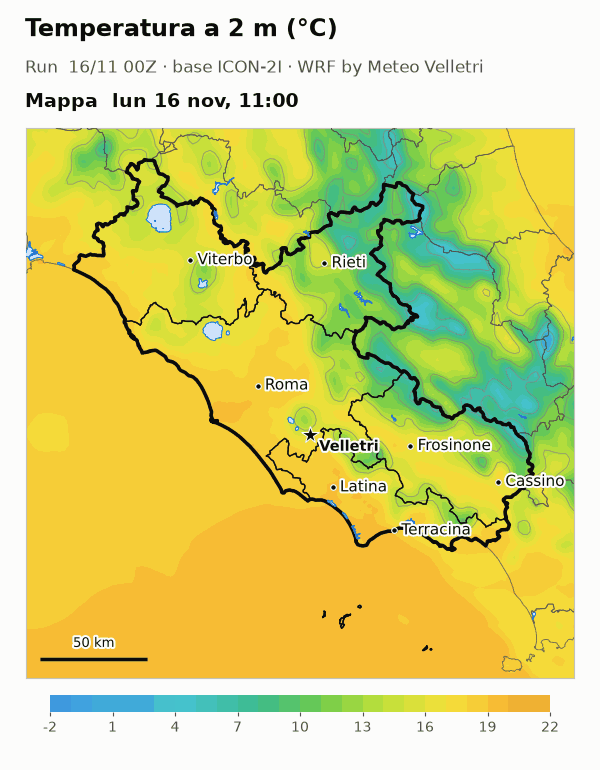 Temperatura a 2 m (°C)
Run  16/11 00Z · base ICON-2I · WRF by Meteo Velletri
Mappa  lun 16 nov, 11:00
Viterbo
Rieti
Roma
Velletri
Frosinone
Cassino
Latina
Terracina
50 km
-2 1 4 7 10 13 16 19 22